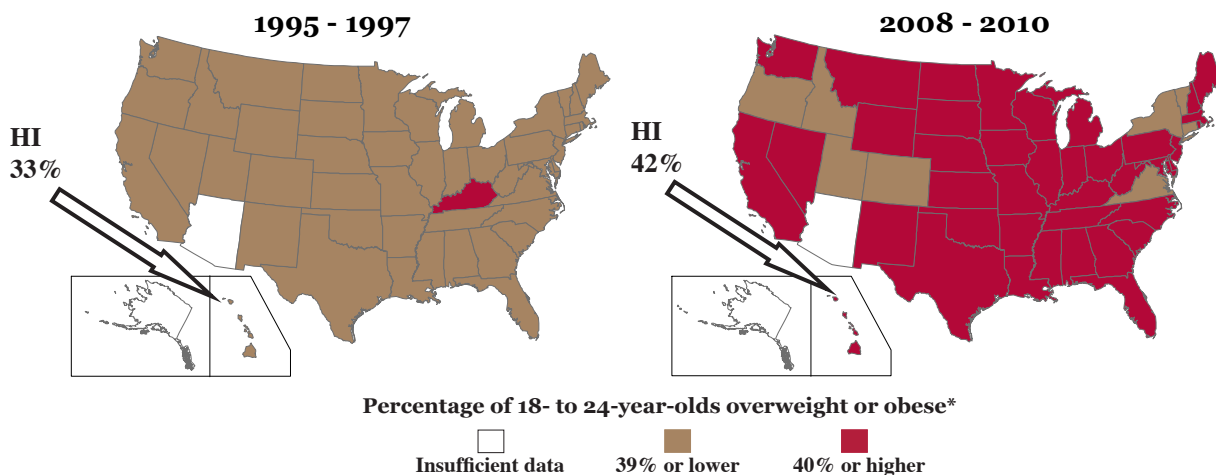 1995 - 1997
2008 - 2010
HI
33%
HI
42%
Percentage of 18- to 24-year-olds overweight or obese*
Insufficient data
39% or lower
40% or higher